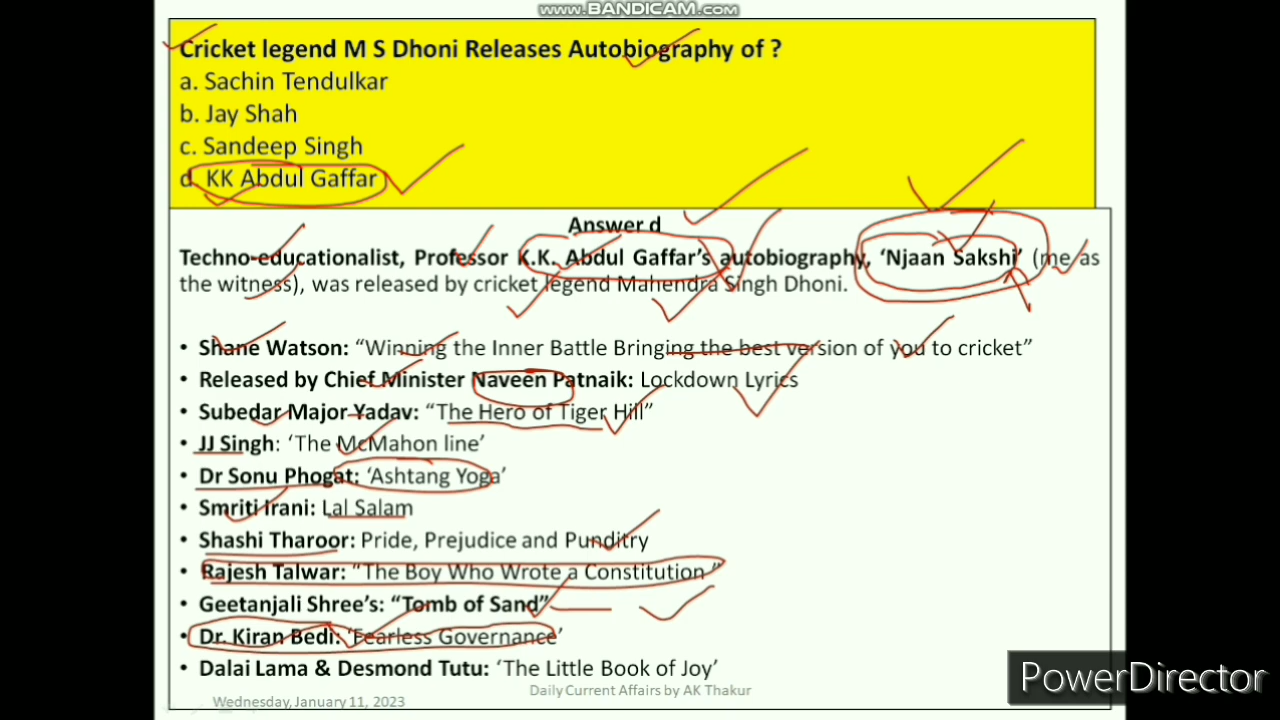 www.BANDICAM.com
Cricket legend M S Dhoni Releases Autobiography of ?
a. Sachin Tendulkar
b. Jay Shah
c. Sandeep Singh
d. KK Abdul Gaffar
Answer d
Techno-educationalist, Professor K.K. Abdul Gaffar’s autobiography, ‘Njaan Sakshi’ (me as
the witness), was released by cricket legend Mahendra Singh Dhoni.
• Shane Watson: “Winning the Inner Battle Bringing the best version of you to cricket”
• Released by Chief Minister Naveen Patnaik: Lockdown Lyrics
• Subedar Major Yadav: “The Hero of Tiger Hill”
• JJ Singh: ‘The McMahon line’
• Dr Sonu Phogat: ‘Ashtang Yoga’
• Smriti Irani: Lal Salam
• Shashi Tharoor: Pride, Prejudice and Punditry
• Rajesh Talwar: “The Boy Who Wrote a Constitution ”
• Geetanjali Shree’s: “Tomb of Sand”
• Dr. Kiran Bedi: ‘Fearless Governance’
• Dalai Lama & Desmond Tutu: ‘The Little Book of Joy’
Wednesday, January 11, 2023
Daily Current Affairs by AK Thakur
PowerDirector